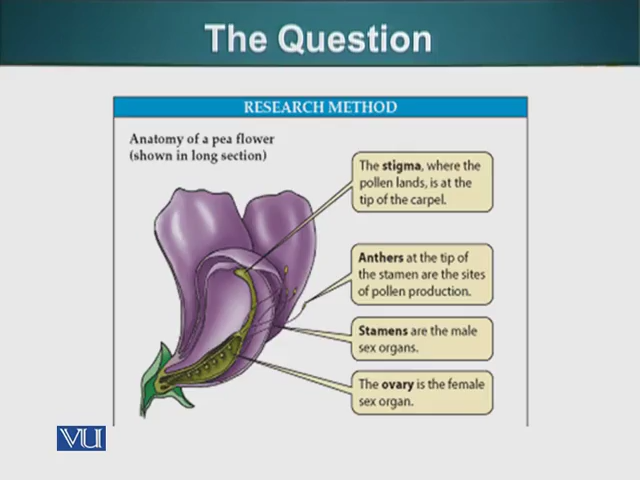 The Question
RESEARCH METHOD
Anatomy of a pea flower
(shown in long section)
The stigma, where the
pollen lands, is at the
tip of the carpel.
Anthers at the tip of
the stamen are the sites
of pollen production.
Stamens are the male
sex organs.
The ovary is the female
sex organ.
VU